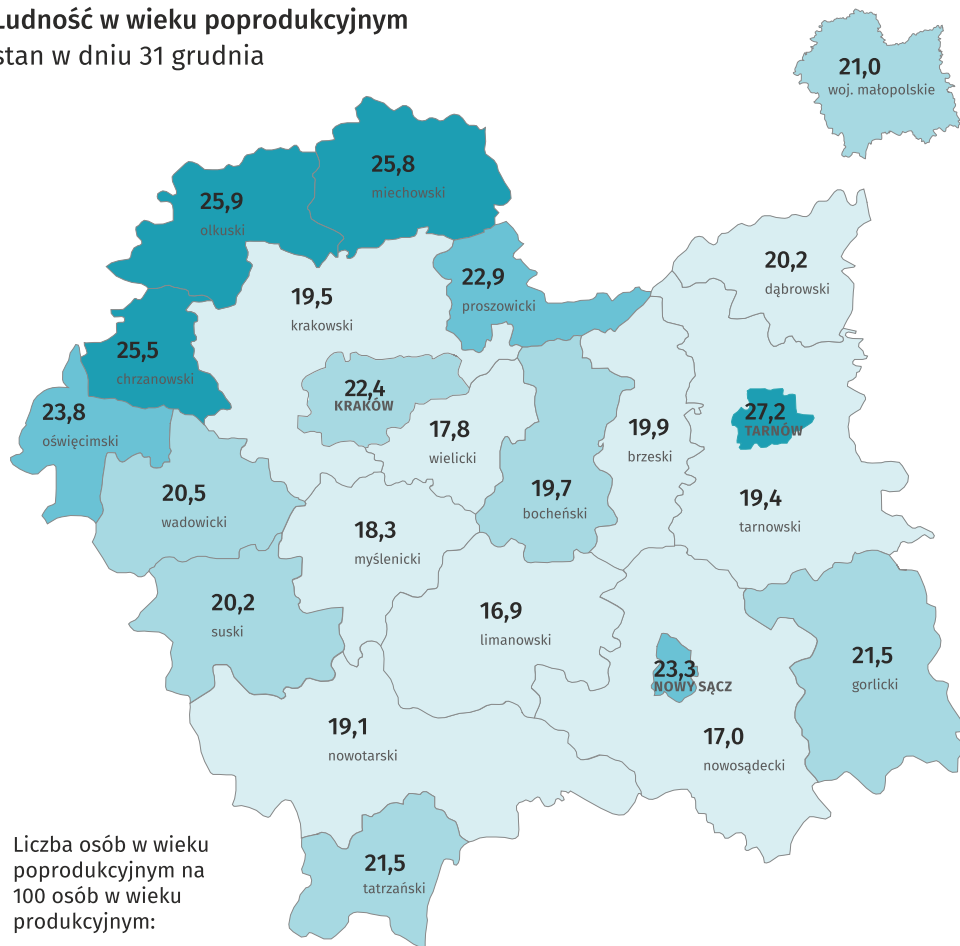 Ludność w wieku poprodukcyjnym
stan w dniu 31 grudnia
21,0
woj. małopolskie
25,8
miechowski
25,9
olkuski
20,2
dąbrowski
22,9
proszowicki
19,5
krakowski
25,5
chrzanowski
22,4
KRAKÓW
23,8
oświęcimski
27,2
TARNÓW
17,8
wielicki
19,9
brzeski
20,5
wadowicki
19,7
bocheński
19,4
tarnowski
18,3
myślenicki
20,2
suski
16,9
limanowski
21,5
gorlicki
23,3
NOWY SĄCZ
19,1
nowotarski
17,0
nowosądecki
21,5
tatrzański
Liczba osób w wieku
poprodukcyjnym na
100 osób w wieku
produkcyjnym: